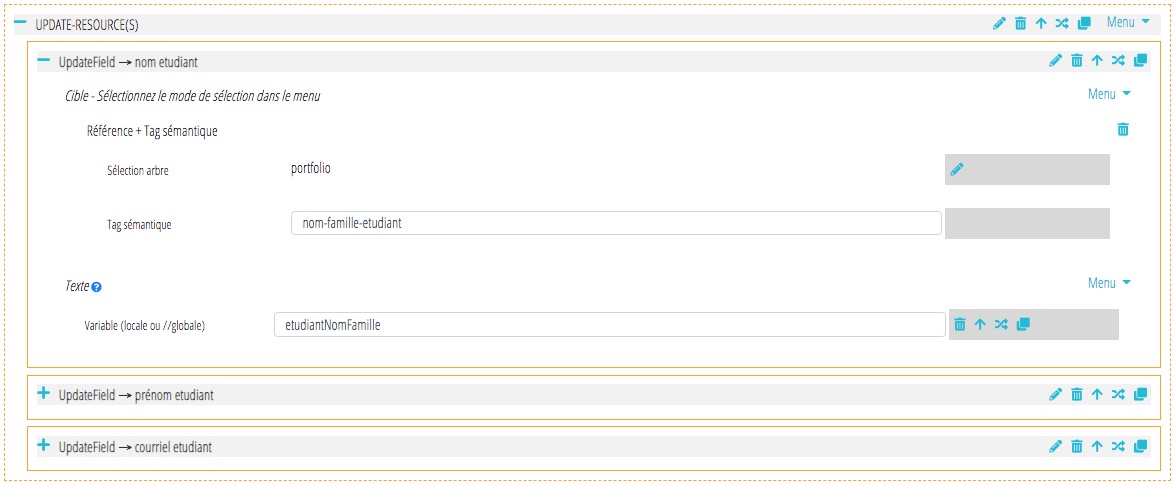 UPDATE-RESOURCE(S) Menu
UpdateField → nom etudiant
Cible - Sélectionnez le mode de sélection dans le menu Menu
Référence + Tag sémantique
Sélection arbre portfolio
Tag sémantique nom-famille-etudiant
Texte ? Menu
Variable (locale ou //globale) etudiantNomFamille
UpdateField → prénom etudiant
UpdateField → courriel etudiant